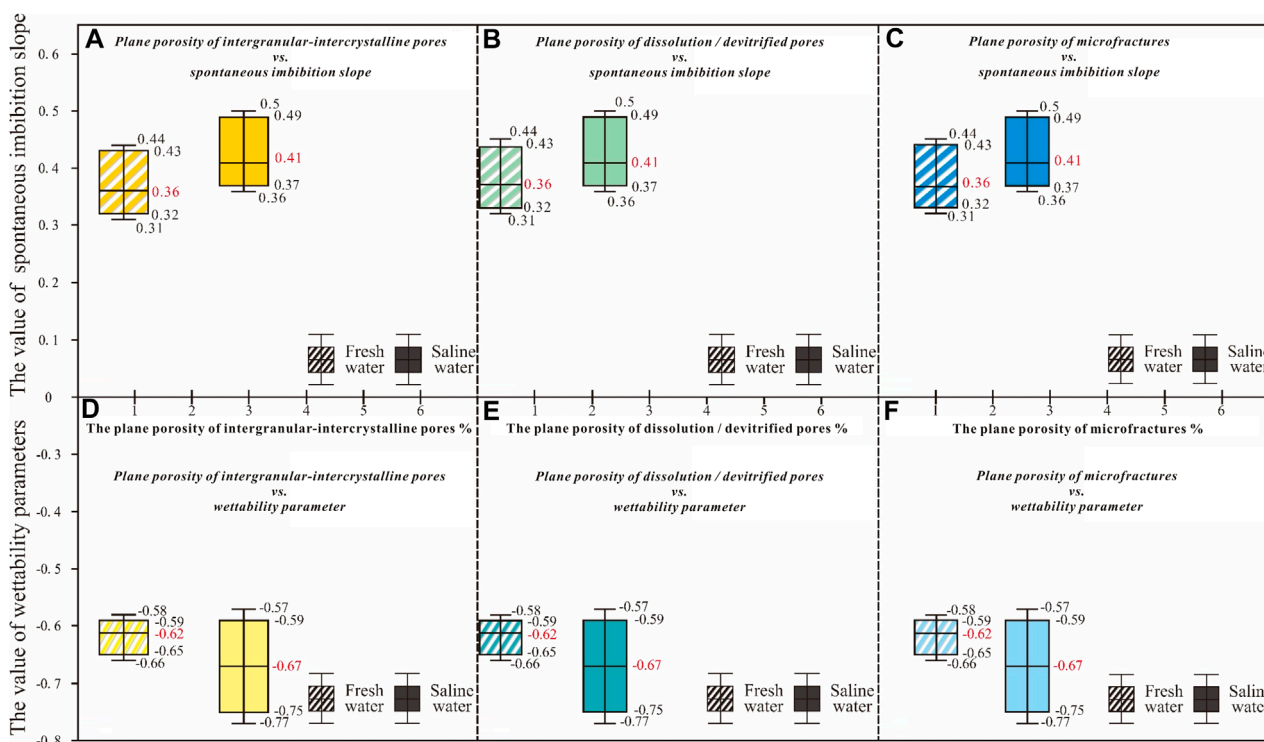 The value of spontaneous imbibition slope
0.6
0.5
0.4
0.3
0.2
0.1
0
A
Plane porosity of intergranular-intercrystalline pores
vs.
spontaneous imbibition slope
0.44
0.43
0.36
0.32
0.31
0.5
0.49
0.41
0.37
0.36
Fresh
water
Saline
water
1 2 3 4 5 6
The plane porosity of intergranular-intercrystalline pores %
B
Plane porosity of dissolution / devitrified pores
vs.
spontaneous imbibition slope
0.44
0.43
0.36
0.32
0.31
0.5
0.49
0.41
0.37
0.36
Fresh
water
Saline
water
1 2 3 4 5 6
The plane porosity of dissolution / devitrified pores %
C
Plane porosity of microfractures
vs.
spontaneous imbibition slope
0.44
0.43
0.36
0.32
0.31
0.5
0.49
0.41
0.37
0.36
Fresh
water
Saline
water
1 2 3 4 5 6
The plane porosity of microfractures %
The value of wettability parameters
-0.3
-0.4
-0.5
-0.6
-0.7
-0.8
D
Plane porosity of intergranular-intercrystalline pores
vs.
wettability parameter
-0.58
-0.59
-0.62
-0.65
-0.66
-0.57
-0.59
-0.67
-0.75
-0.77
Fresh
water
Saline
water
E
Plane porosity of dissolution / devitrified pores
vs.
wettability parameter
-0.58
-0.59
-0.62
-0.65
-0.66
-0.57
-0.59
-0.67
-0.75
-0.77
Fresh
water
Saline
water
F
Plane porosity of microfractures
vs.
wettability parameter
-0.58
-0.59
-0.62
-0.65
-0.66
-0.57
-0.59
-0.67
-0.75
-0.77
Fresh
water
Saline
water